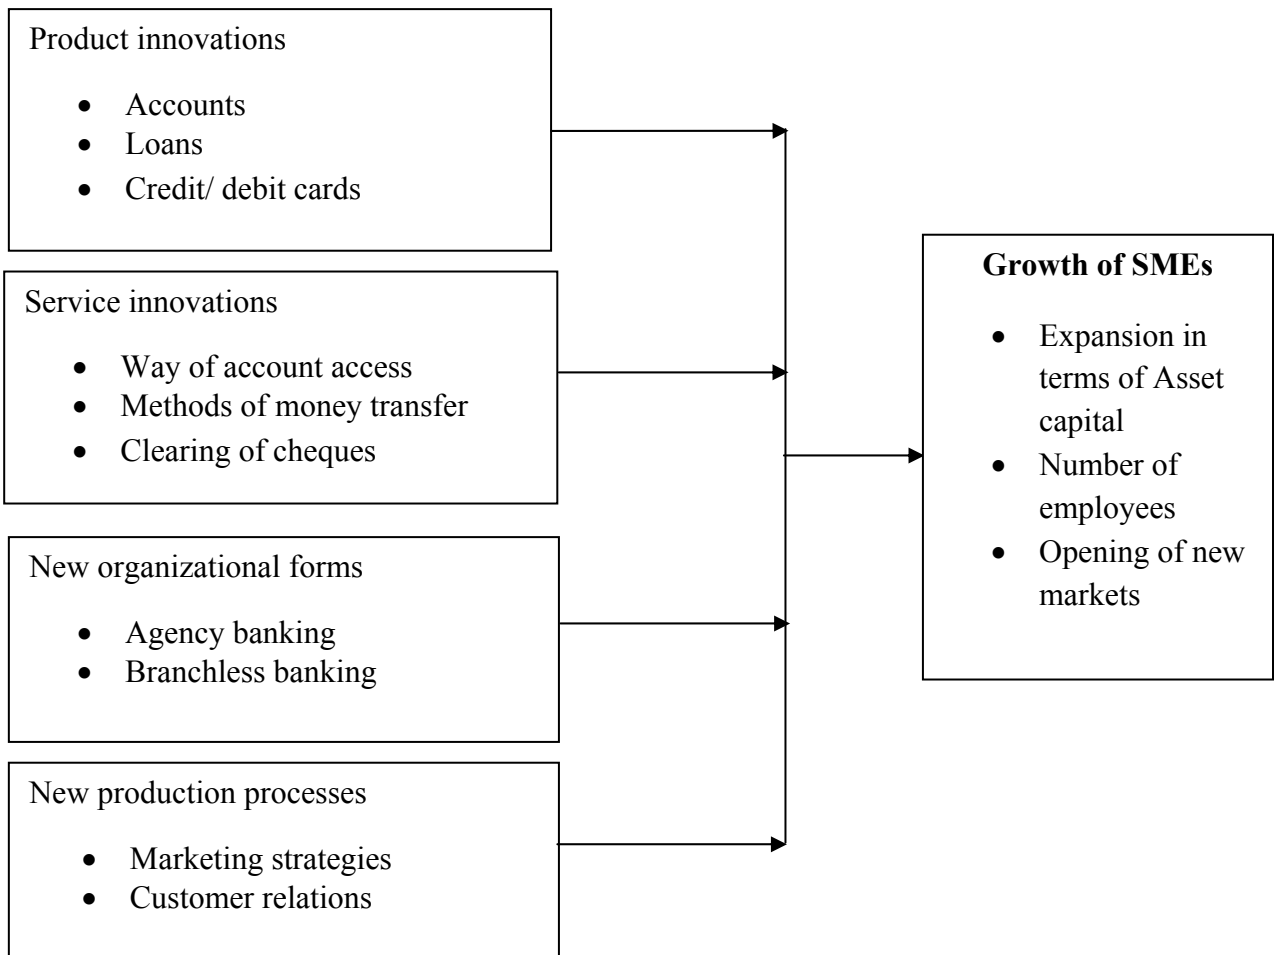 Product innovations
• Accounts
• Loans
• Credit/ debit cards
Service innovations
• Way of account access
• Methods of money transfer
• Clearing of cheques
New organizational forms
• Agency banking
• Branchless banking
New production processes
• Marketing strategies
• Customer relations
Growth of SMEs
• Expansion in
terms of Asset
capital
• Number of
employees
• Opening of new
markets